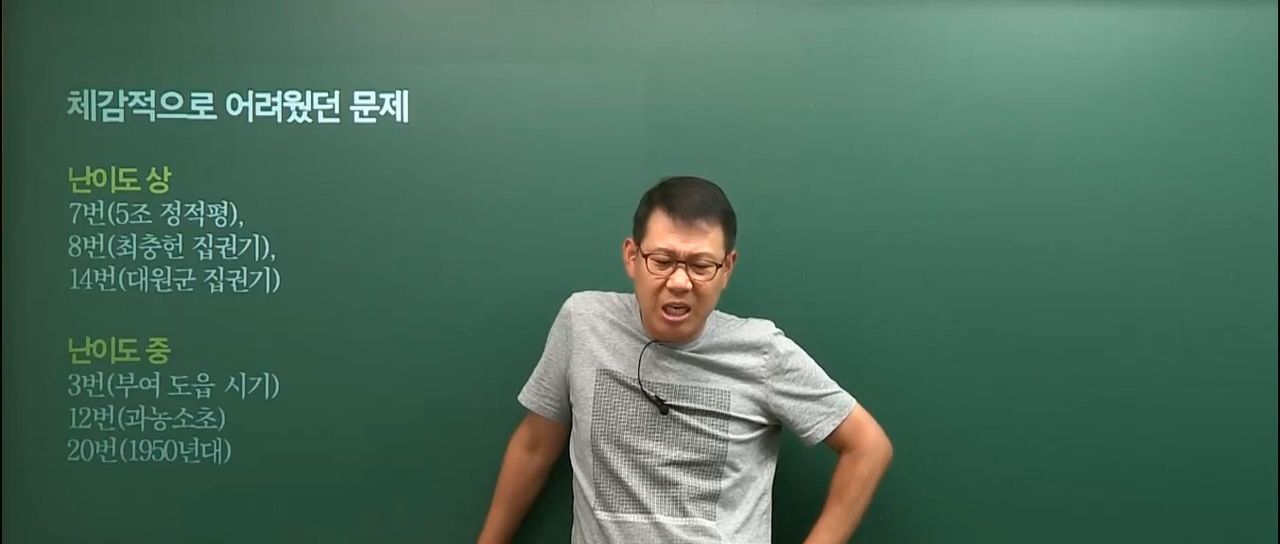 체감적으로 어려웠던 문제
난이도 상
7번(5조 정적평),
8번(최충헌 집권기),
14번(대원군 집권기)
난이도 중
3번(부여 도읍 시기)
12번(과농소초)
20번(1950년대)